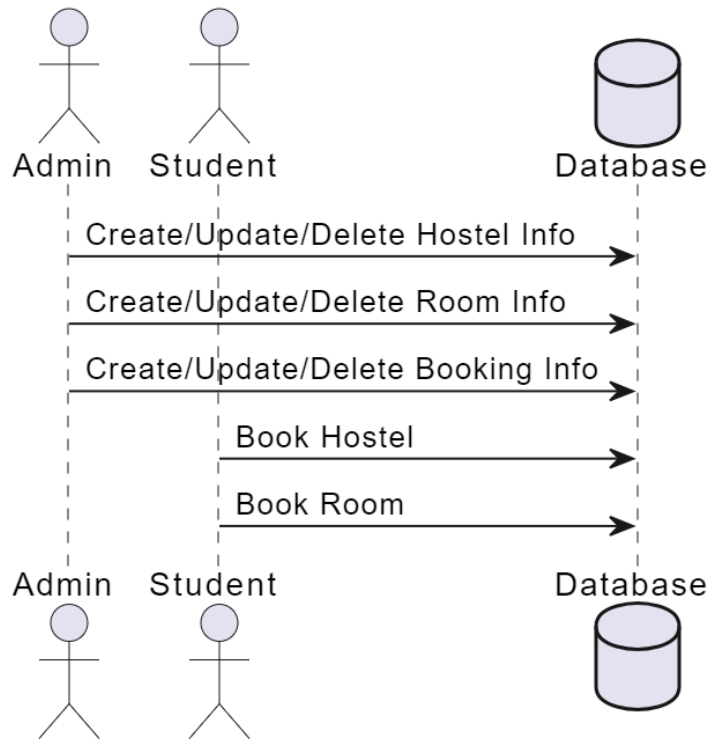 Admin Student Database
Create/Update/Delete Hostel Info
Create/Update/Delete Room Info
Create/Update/Delete Booking Info
Book Hostel
Book Room
Admin Student Database